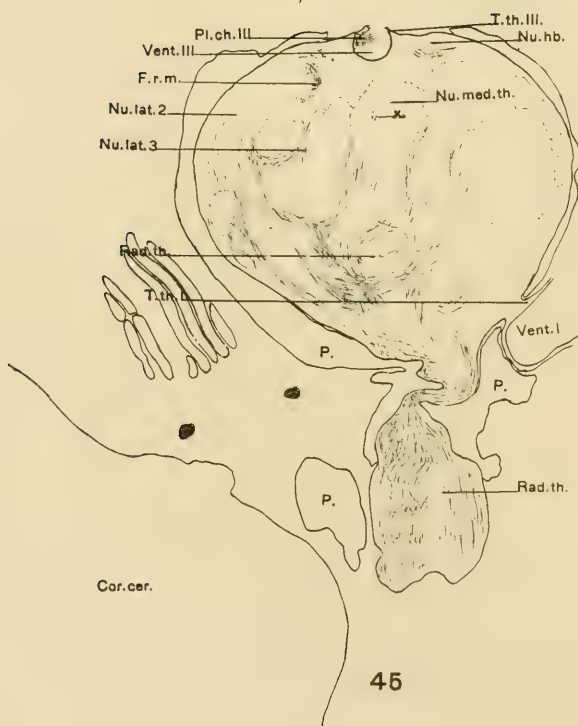 T.th.III.
Pl.ch.III
Nu.hb.
Vent.III
F.r.m.
Nu.med.th.
Nu.lat.2
x.
Nu.lat.3
Rad.th.
T.th.l.
Vent.l
P.
P.
P.
Rad.th.
Cor.cer.
45